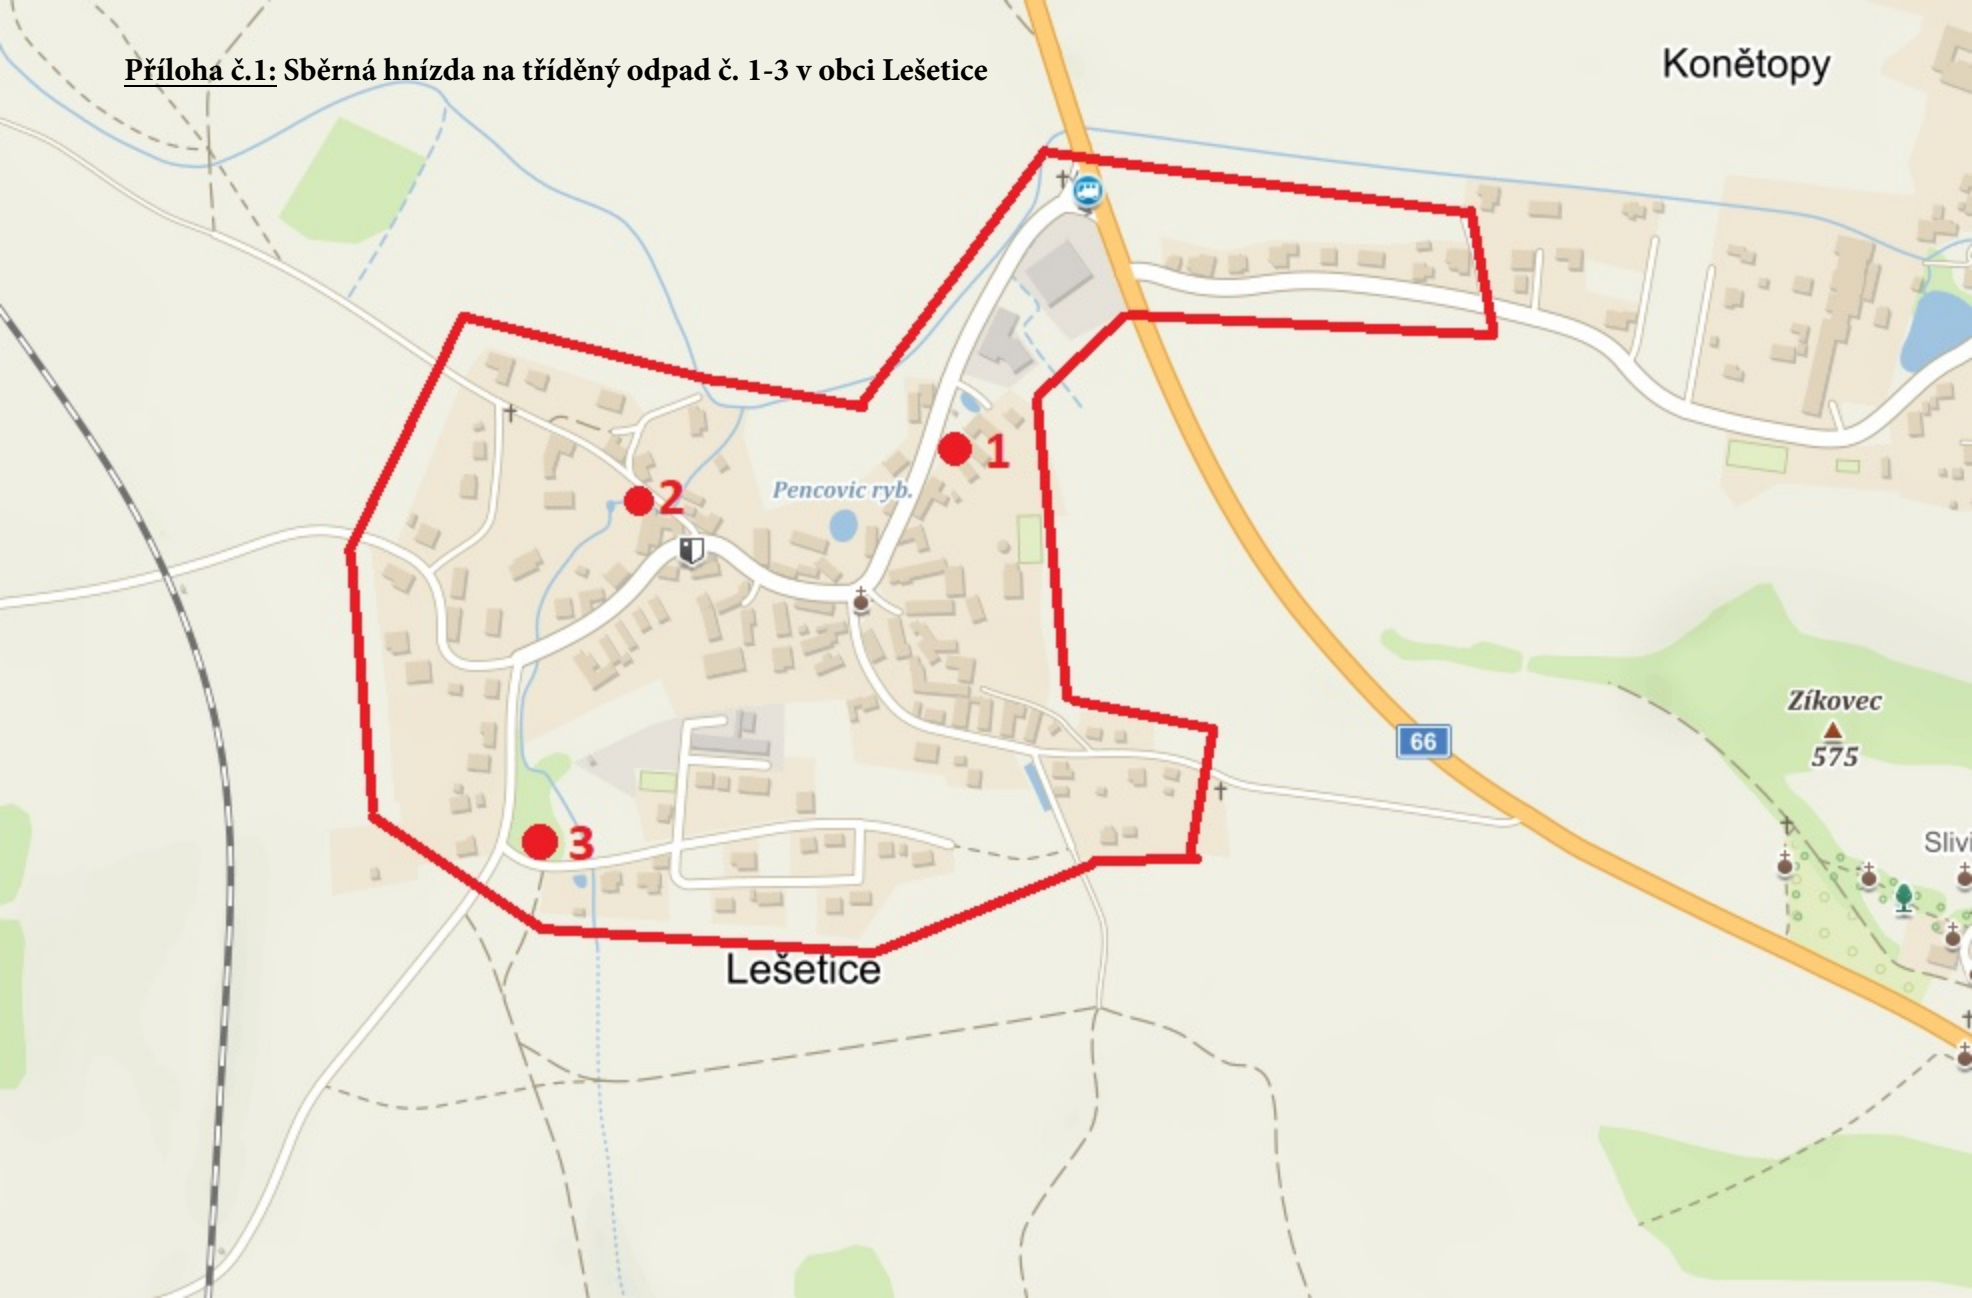 Příloha č.1: Sběrná hnízda na tříděný odpad č. 1-3 v obci Lešetice
Konětopy
1
Pencovic ryb.
2
Zíkovec
575
66
3
Slivi
Lešetice